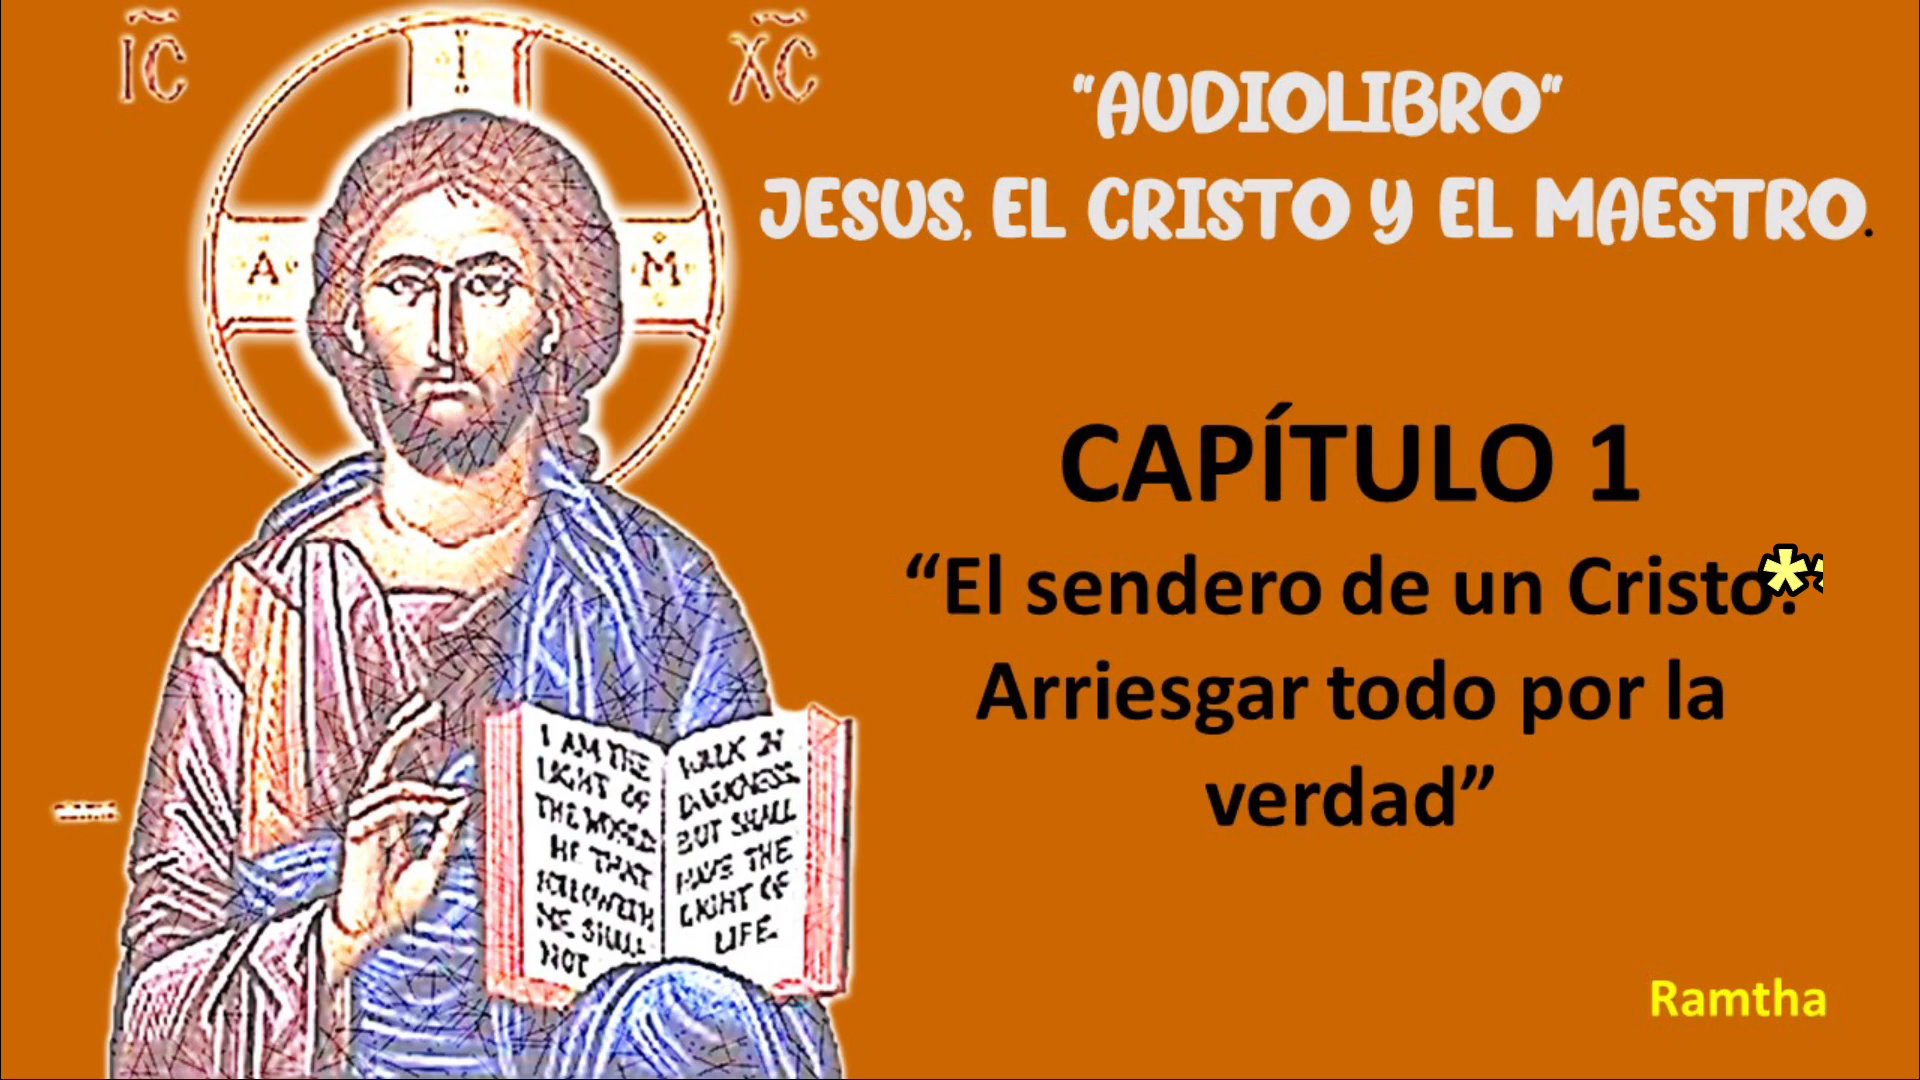 IC XC
I
A M
“AUDIOLIBRO“
JESUS, EL CRISTO Y EL MAESTRO.
CAPÍTULO 1
“El sendero de un Cristo.
Arriesgar todo por la
verdad”
I AM THE
LIGHT OF
THE WORLD
HE THAT
FOLLOWETH
ME SHALL
NOT
WALK IN
DARKNESS
BUT SHALL
HAVE THE
LIGHT OF
LIFE.
Ramtha